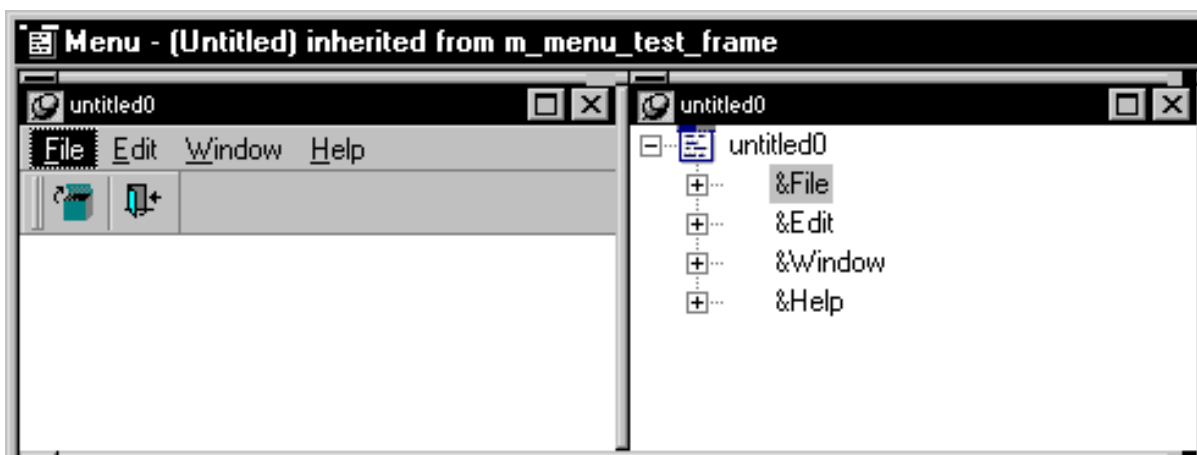 Menu - (Untitled) inherited from m_menu_test_frame
untitled0
File Edit Window Help
untitled0
untitled0
&File
&Edit
&Window
&Help